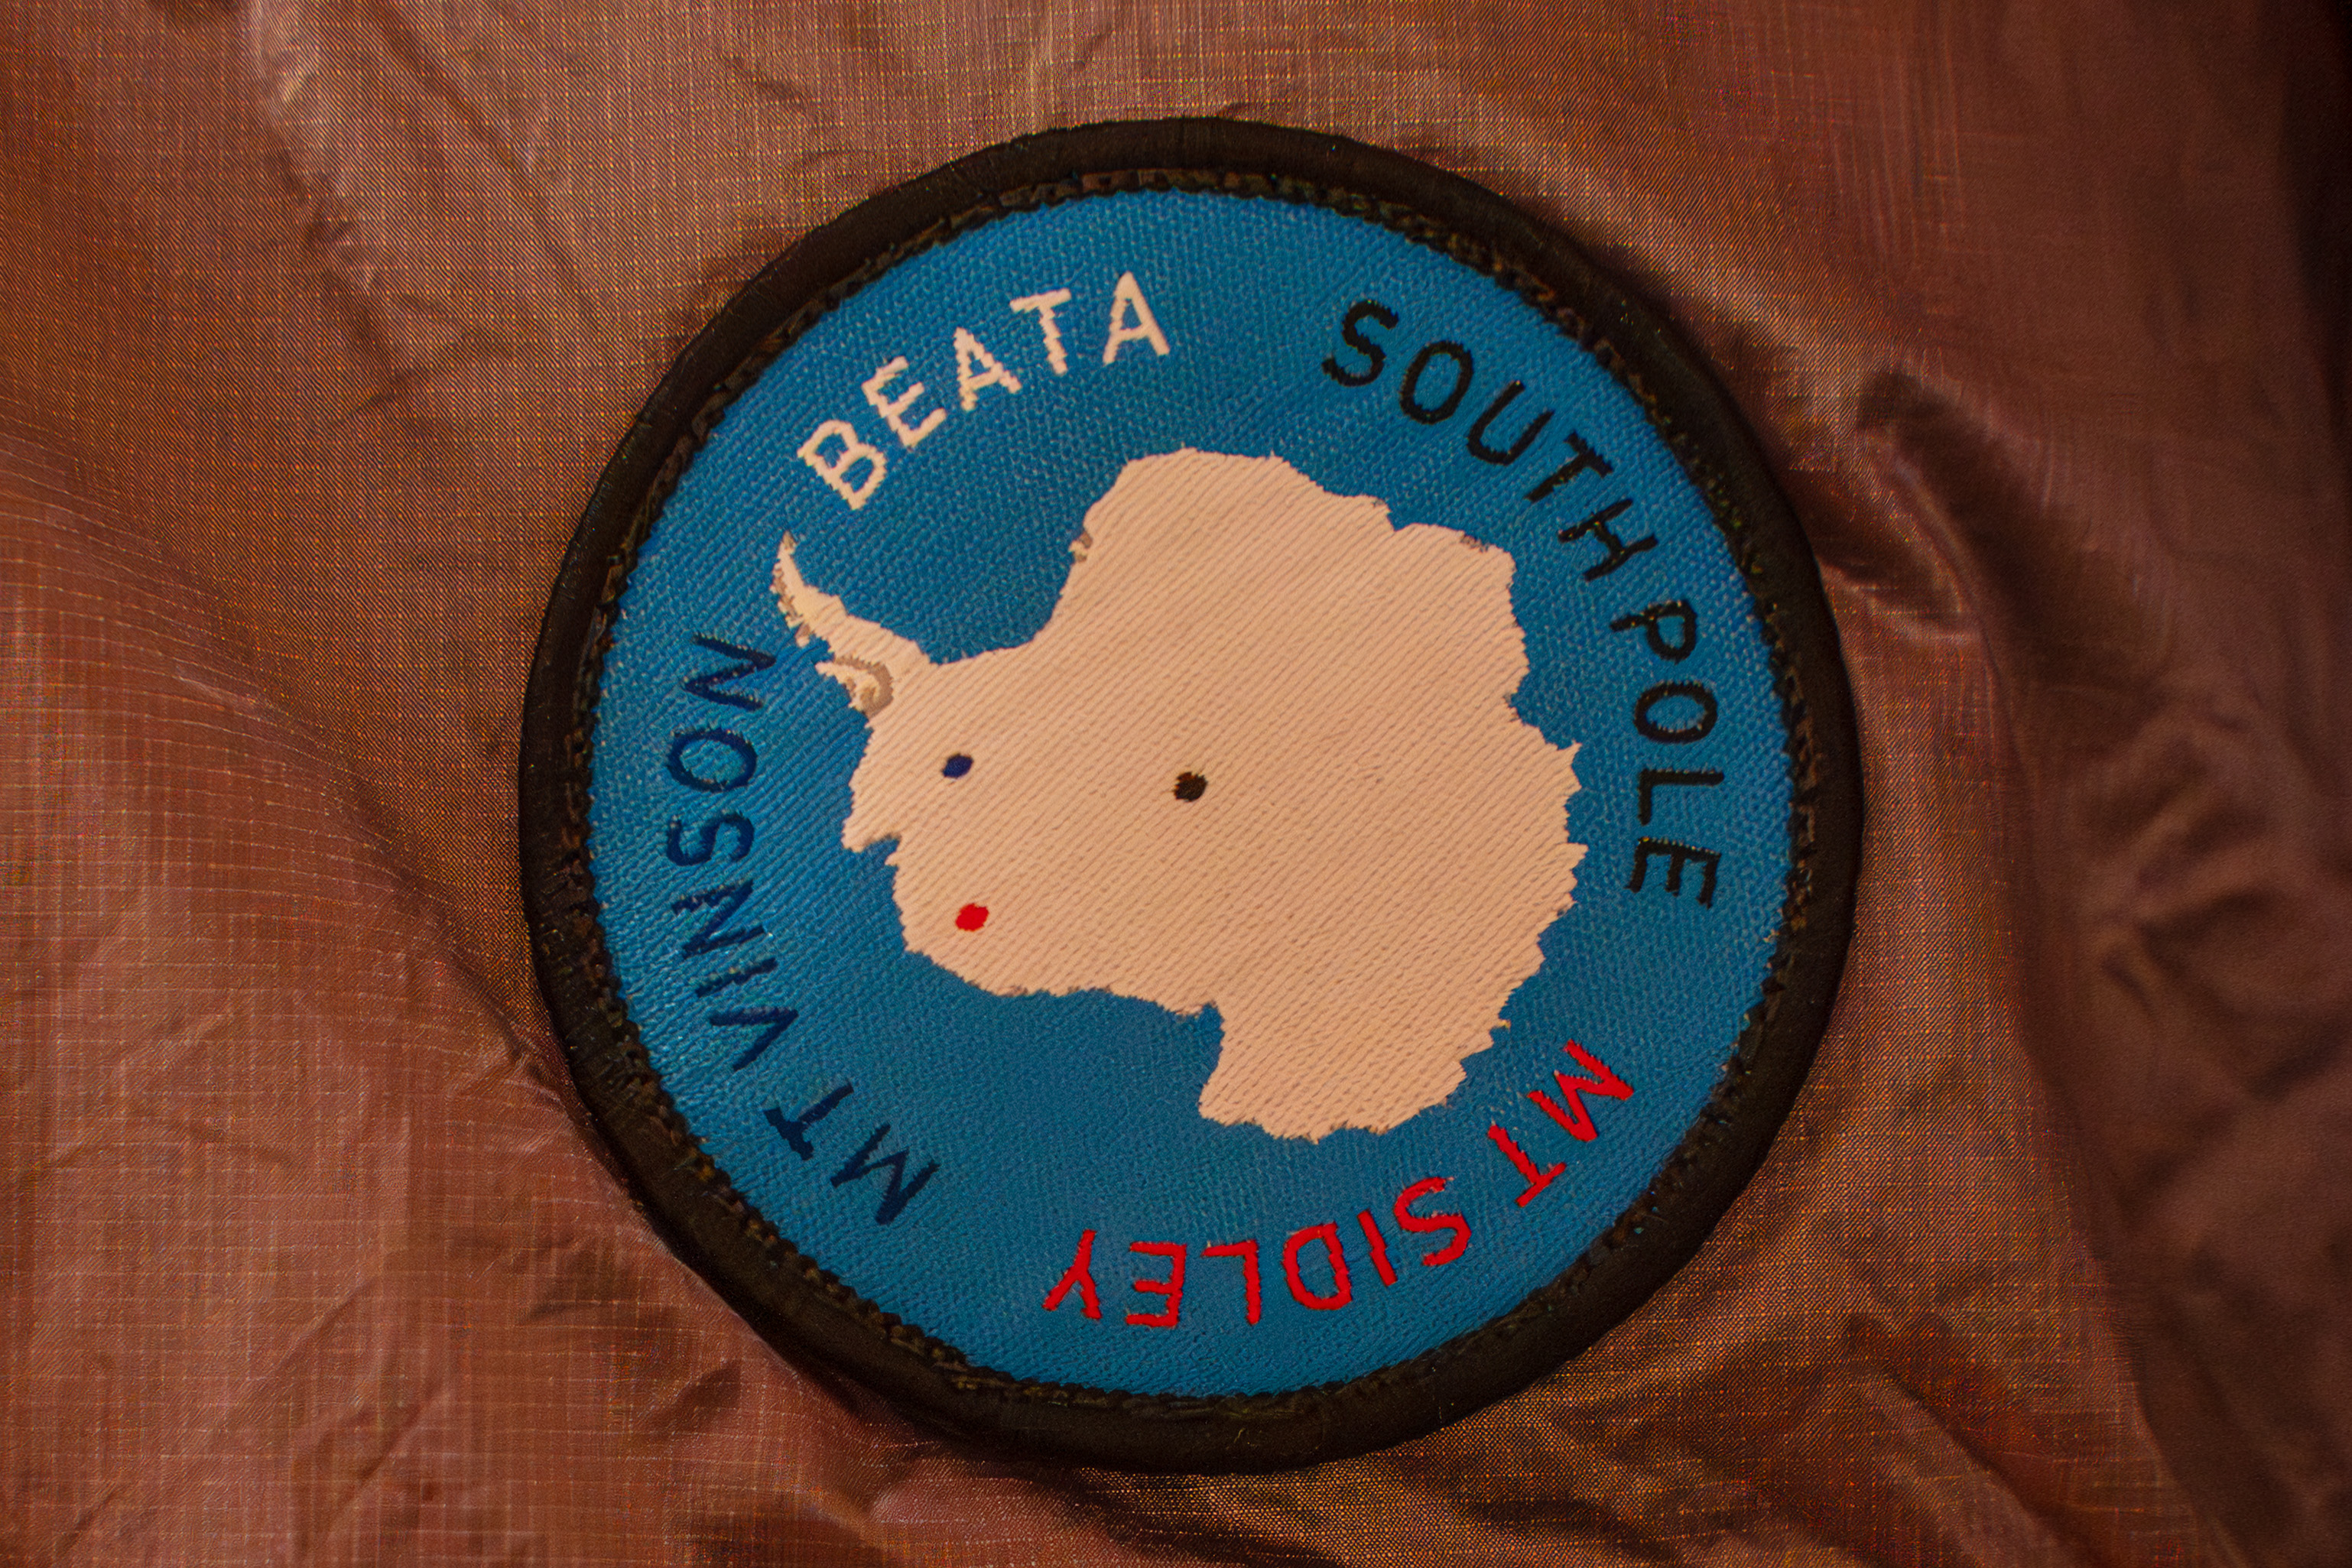 BEATA
SOUTH POLE
MT SIDLEY
MT VINSON